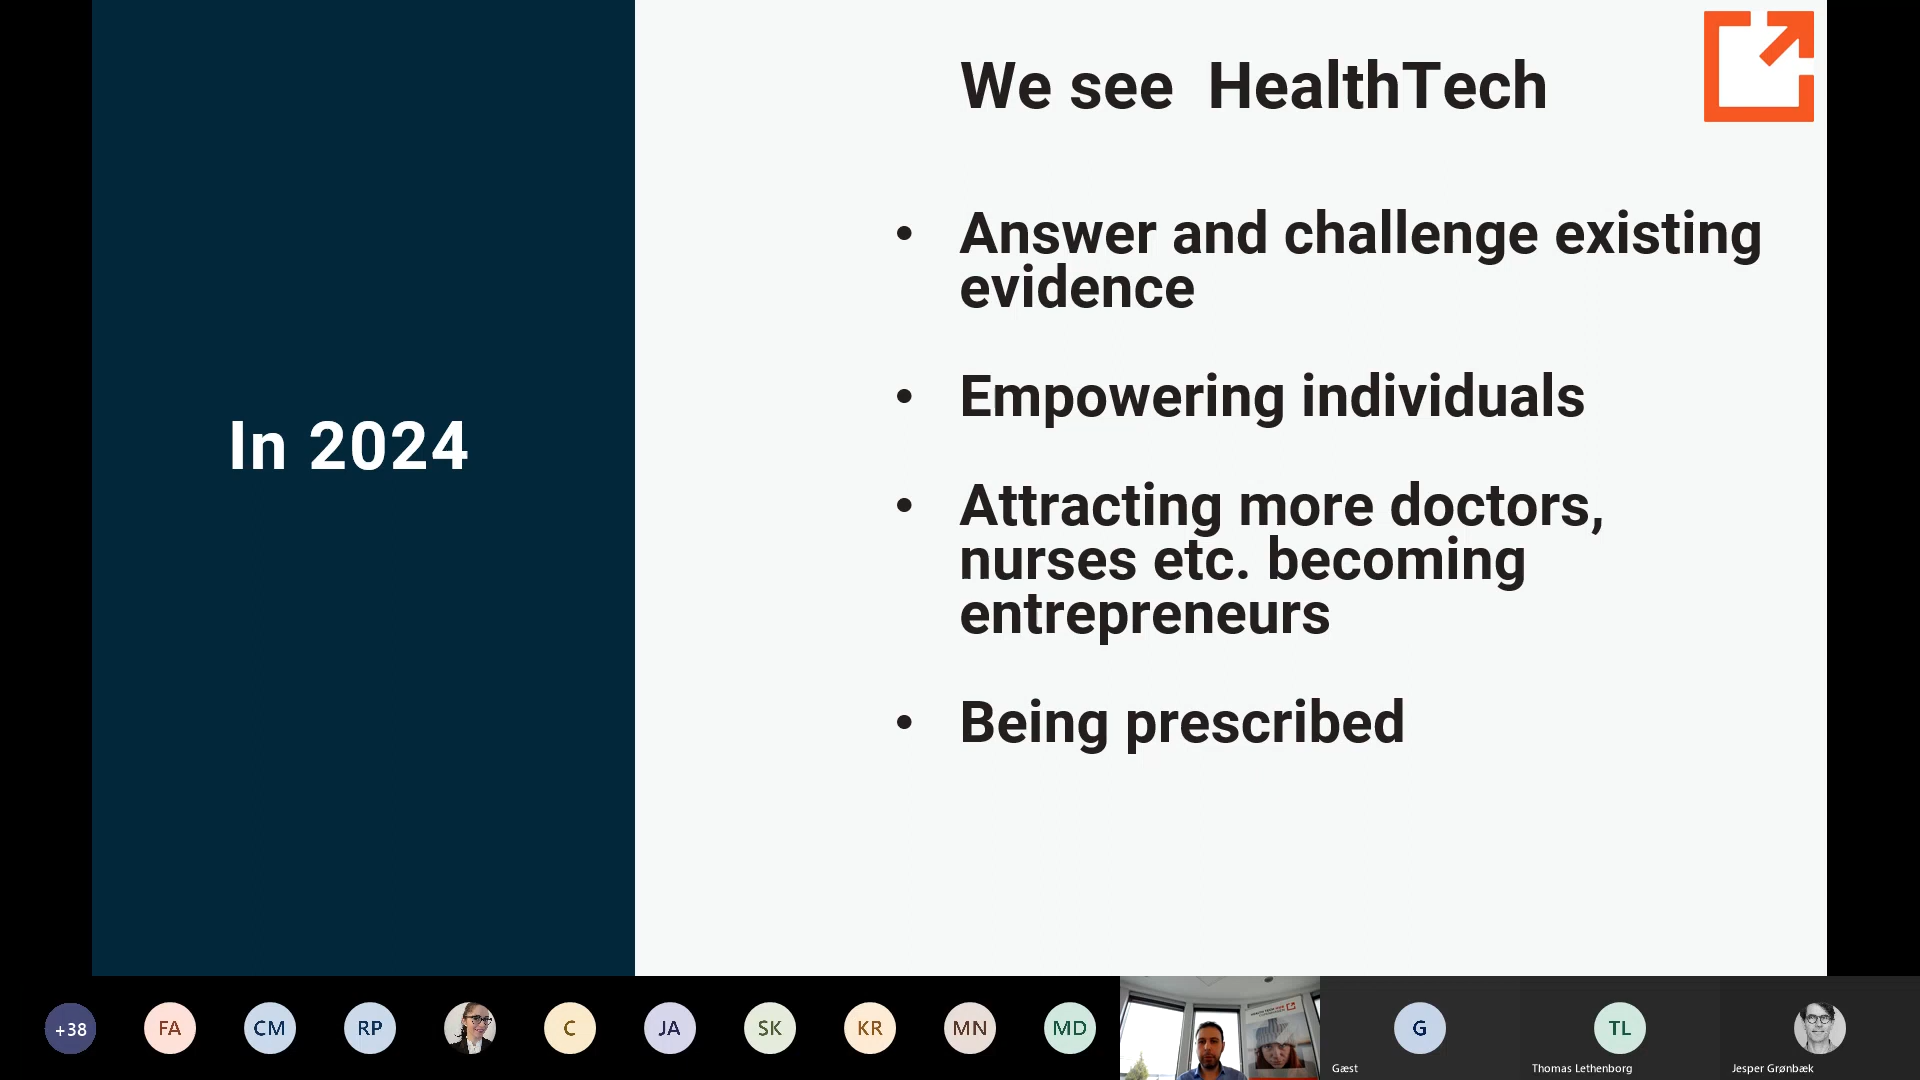 In 2024
We see HealthTech
• Answer and challenge existing
evidence
• Empowering individuals
• Attracting more doctors,
nurses etc. becoming
entrepreneurs
• Being prescribed
+38
FA
CM
RP
C
JA
SK
KR
MN
MD
G
Gæst
TL
Thomas Lethenborg
Jesper Grønbæk